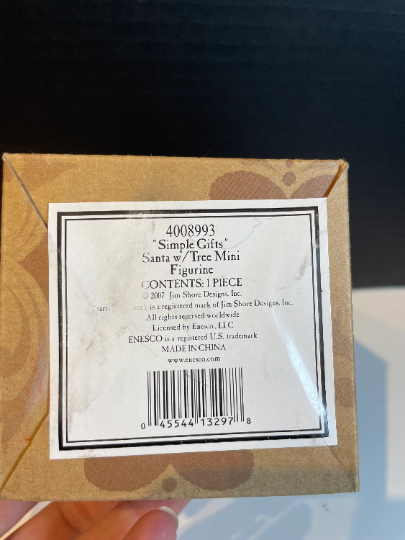 4008993
"Simple Gifts"
Santa w/Tree Mini
Figurine
CONTENTS: 1 PIECE
© 2007 Jim Shore Designs, Inc.
is a registered mark of Jim Shore Designs, Inc.
All rights reserved worldwide
Licensed by Enesco, LLC
ENESCO is a registered U.S. trademark
MADE IN CHINA
www.enesco.com
0 45544 13297 8